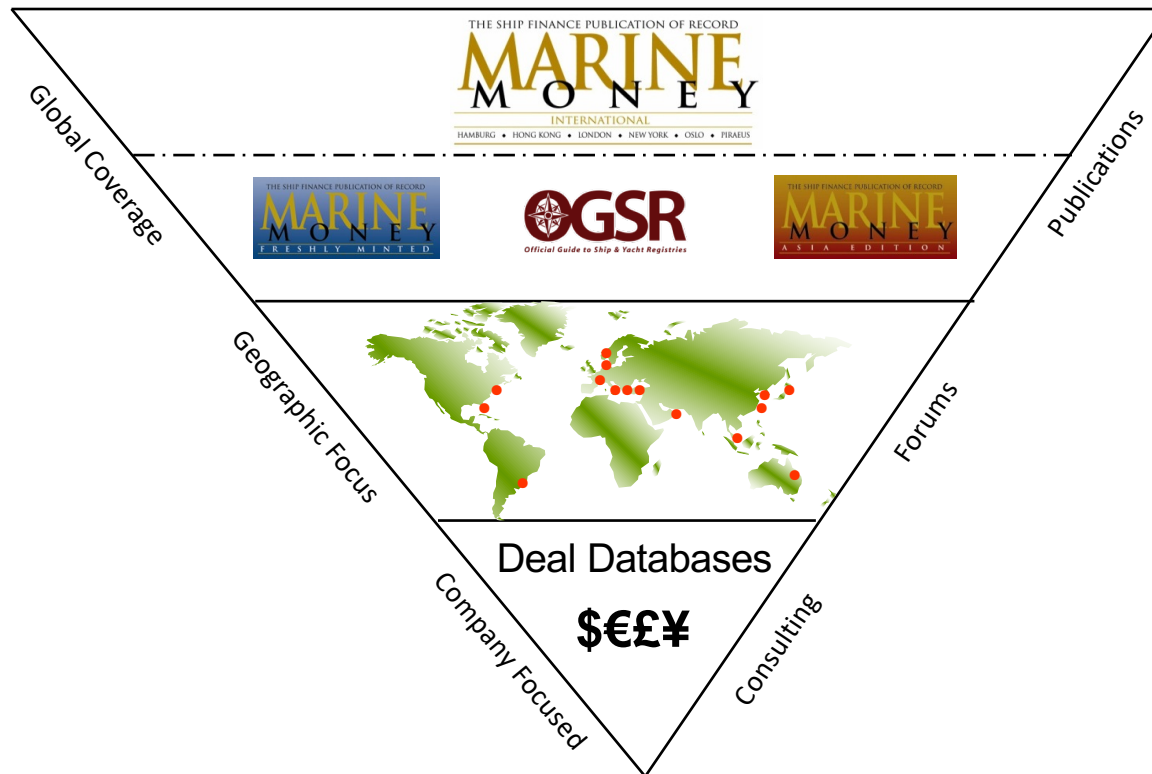 THE SHIP FINANCE PUBLICATION OF RECORD
MARINE
MONEY
INTERNATIONAL
HAMBURG • HONG KONG • LONDON • NEW YORK • OSLO • PIRAEUS
Global Coverage
Publications
THE SHIP FINANCE PUBLICATION OF RECORD
MARINE
MONEY
FRESHLY MINTED
OGSR
Official Guide to Ship & Yacht Registries
THE SHIP FINANCE PUBLICATION OF RECORD
MARINE
MONEY
ASIA EDITION
Geographic Focus
Forums
Deal Databases
$€£¥
Company Focused
Consulting